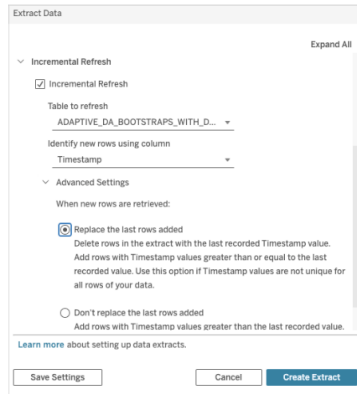 Extract Data
Expand All
Incremental Refresh
Incremental Refresh
Table to refresh
ADAPTIVE_DA_BOOTSTRAPS_WITH_D...
Identify new rows using column
Timestamp
Advanced Settings
When new rows are retrieved:
Replace the last rows added
Delete rows in the extract with the last recorded Timestamp value.
Add rows with Timestamp values greater than or equal to the last
recorded value. Use this option if Timestamp values are not unique for
all rows of your data.
Don't replace the last rows added
Add rows with Timestamp values greater than the last recorded value.
Learn more about setting up data extracts.
Save Settings Cancel Create Extract